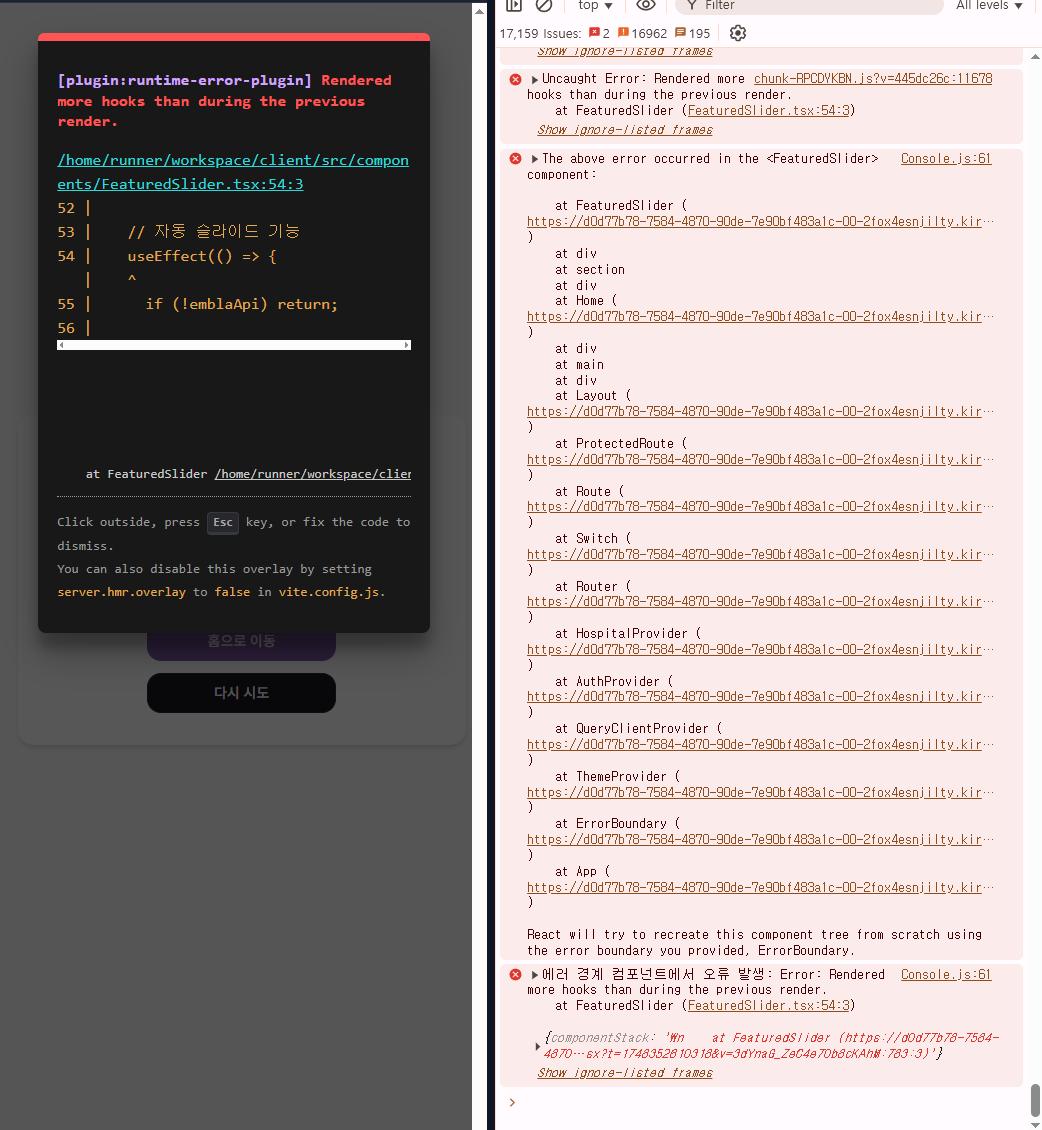 [plugin:runtime-error-plugin] Rendered
more hooks than during the previous
render.
/home/runner/workspace/client/src/compon
ents/FeaturedSlider.tsx:54:3
52 |
53 |    // 자동 슬라이드 기능
54 |    useEffect(() => {
   |    ^
55 |      if (!emblaApi) return;
56 |
at FeaturedSlider /home/runner/workspace/clien
Click outside, press Esc key, or fix the code to
dismiss.
You can also disable this overlay by setting
server.hmr.overlay to false in vite.config.js.
홈으로 이동
다시 시도
top ▼
Filter
All levels ▼
17,159 Issues: 2 16962 195
Show ignore-listed frames
Uncaught Error: Rendered more chunk-RPCDYKBN.js?v=445dc26c:11678
hooks than during the previous render.
at FeaturedSlider (FeaturedSlider.tsx:54:3)
Show ignore-listed frames
The above error occurred in the <FeaturedSlider> Console.js:61
component:
at FeaturedSlider (
https://d0d77b78-7584-4870-90de-7e90bf483a1c-00-2fox4esnjilty.kir…
)
at div
at section
at div
at Home (
https://d0d77b78-7584-4870-90de-7e90bf483a1c-00-2fox4esnjilty.kir…
)
at div
at main
at div
at Layout (
https://d0d77b78-7584-4870-90de-7e90bf483a1c-00-2fox4esnjilty.kir…
)
at ProtectedRoute (
https://d0d77b78-7584-4870-90de-7e90bf483a1c-00-2fox4esnjilty.kir…
)
at Route (
https://d0d77b78-7584-4870-90de-7e90bf483a1c-00-2fox4esnjilty.kir…
)
at Switch (
https://d0d77b78-7584-4870-90de-7e90bf483a1c-00-2fox4esnjilty.kir…
)
at Router (
https://d0d77b78-7584-4870-90de-7e90bf483a1c-00-2fox4esnjilty.kir…
)
at HospitalProvider (
https://d0d77b78-7584-4870-90de-7e90bf483a1c-00-2fox4esnjilty.kir…
)
at AuthProvider (
https://d0d77b78-7584-4870-90de-7e90bf483a1c-00-2fox4esnjilty.kir…
)
at QueryClientProvider (
https://d0d77b78-7584-4870-90de-7e90bf483a1c-00-2fox4esnjilty.kir…
)
at ThemeProvider (
https://d0d77b78-7584-4870-90de-7e90bf483a1c-00-2fox4esnjilty.kir…
)
at ErrorBoundary (
https://d0d77b78-7584-4870-90de-7e90bf483a1c-00-2fox4esnjilty.kir…
)
at App (
https://d0d77b78-7584-4870-90de-7e90bf483a1c-00-2fox4esnjilty.kir…
)
React will try to recreate this component tree from scratch using
the error boundary you provided, ErrorBoundary.
에러 경계 컴포넌트에서 오류 발생: Error: Rendered Console.js:61
more hooks than during the previous render.
at FeaturedSlider (FeaturedSlider.tsx:54:3)
{componentStack: '\n    at FeaturedSlider (https://d0d77b78-7584-
4870…sx?t=1748352810318&v=3dYnaG_ZeC4e70b8cKAhM:783:3)'}
Show ignore-listed frames